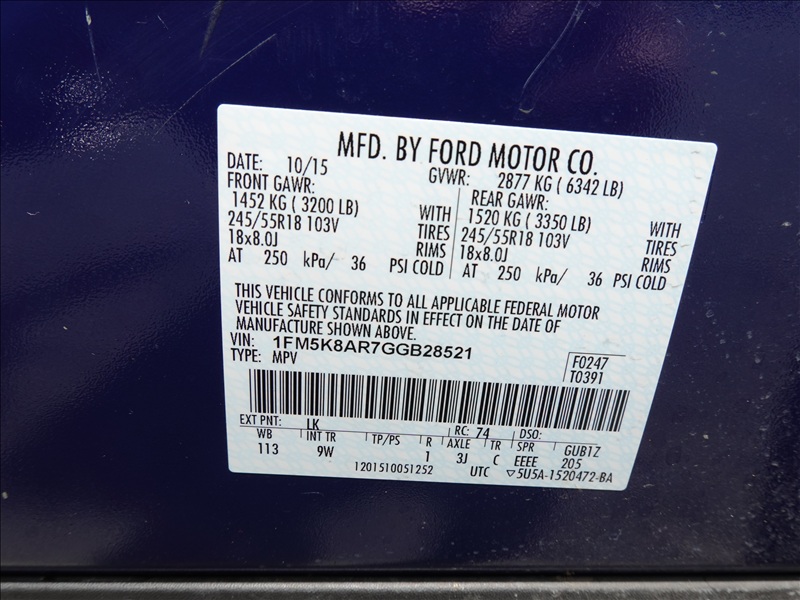 MFD. BY FORD MOTOR CO.
DATE: 10/15 GVWR: 2877 KG ( 6342 LB)
FRONT GAWR: REAR GAWR:
1452 KG ( 3200 LB) WITH 1520 KG ( 3350 LB) WITH
245/55R18 103V TIRES 245/55R18 103V TIRES
18x8.0J RIMS 18x8.0J RIMS
AT 250 kPa/ 36 PSI COLD AT 250 kPa/ 36 PSI COLD
THIS VEHICLE CONFORMS TO ALL APPLICABLE FEDERAL MOTOR
VEHICLE SAFETY STANDARDS IN EFFECT ON THE DATE OF
MANUFACTURE SHOWN ABOVE.
VIN: 1FM5K8AR7GGB28521
TYPE: MPV
F0247
T0391
EXT PNT: LK RC: 74 DSO:
WB INT TR TP/PS R AXLE TR SPR GUB1Z
113 9W 1 3J C EEEE 205
1201510051252 UTC ▽5U5A-1520472-BA